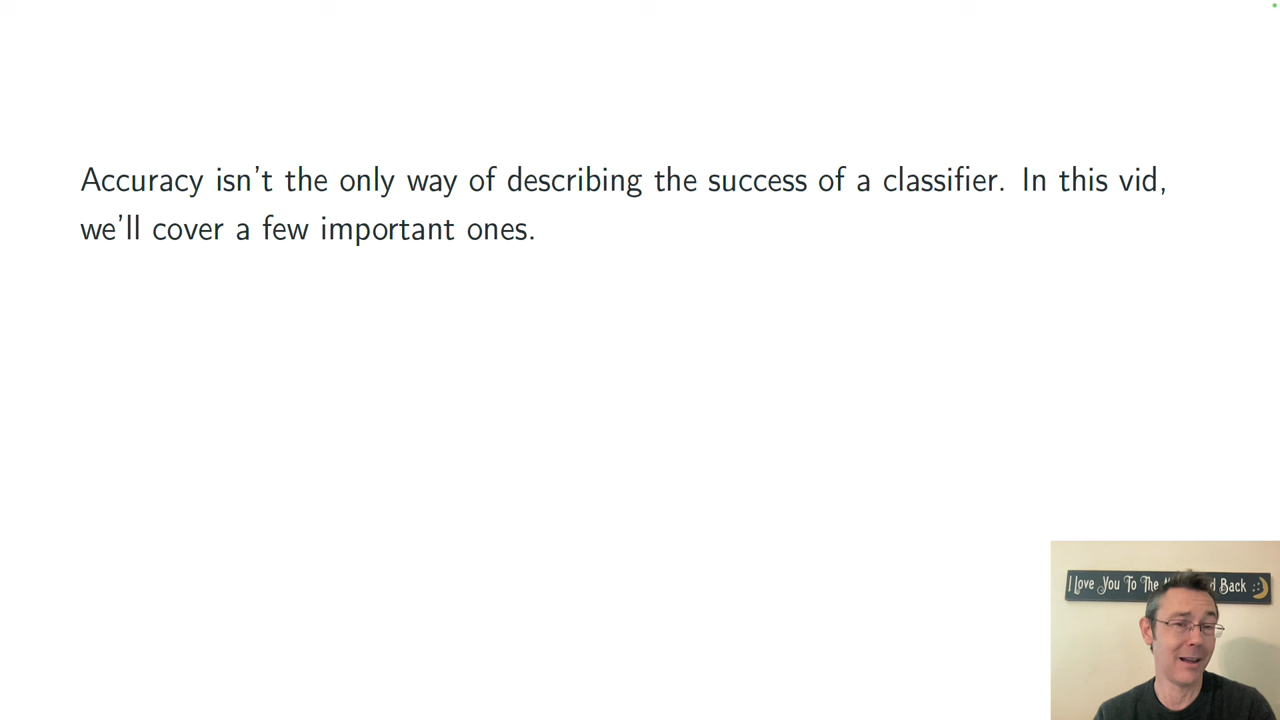 Accuracy isn't the only way of describing the success of a classifier. In this vid,
we'll cover a few important ones.
I Love You To The
Back